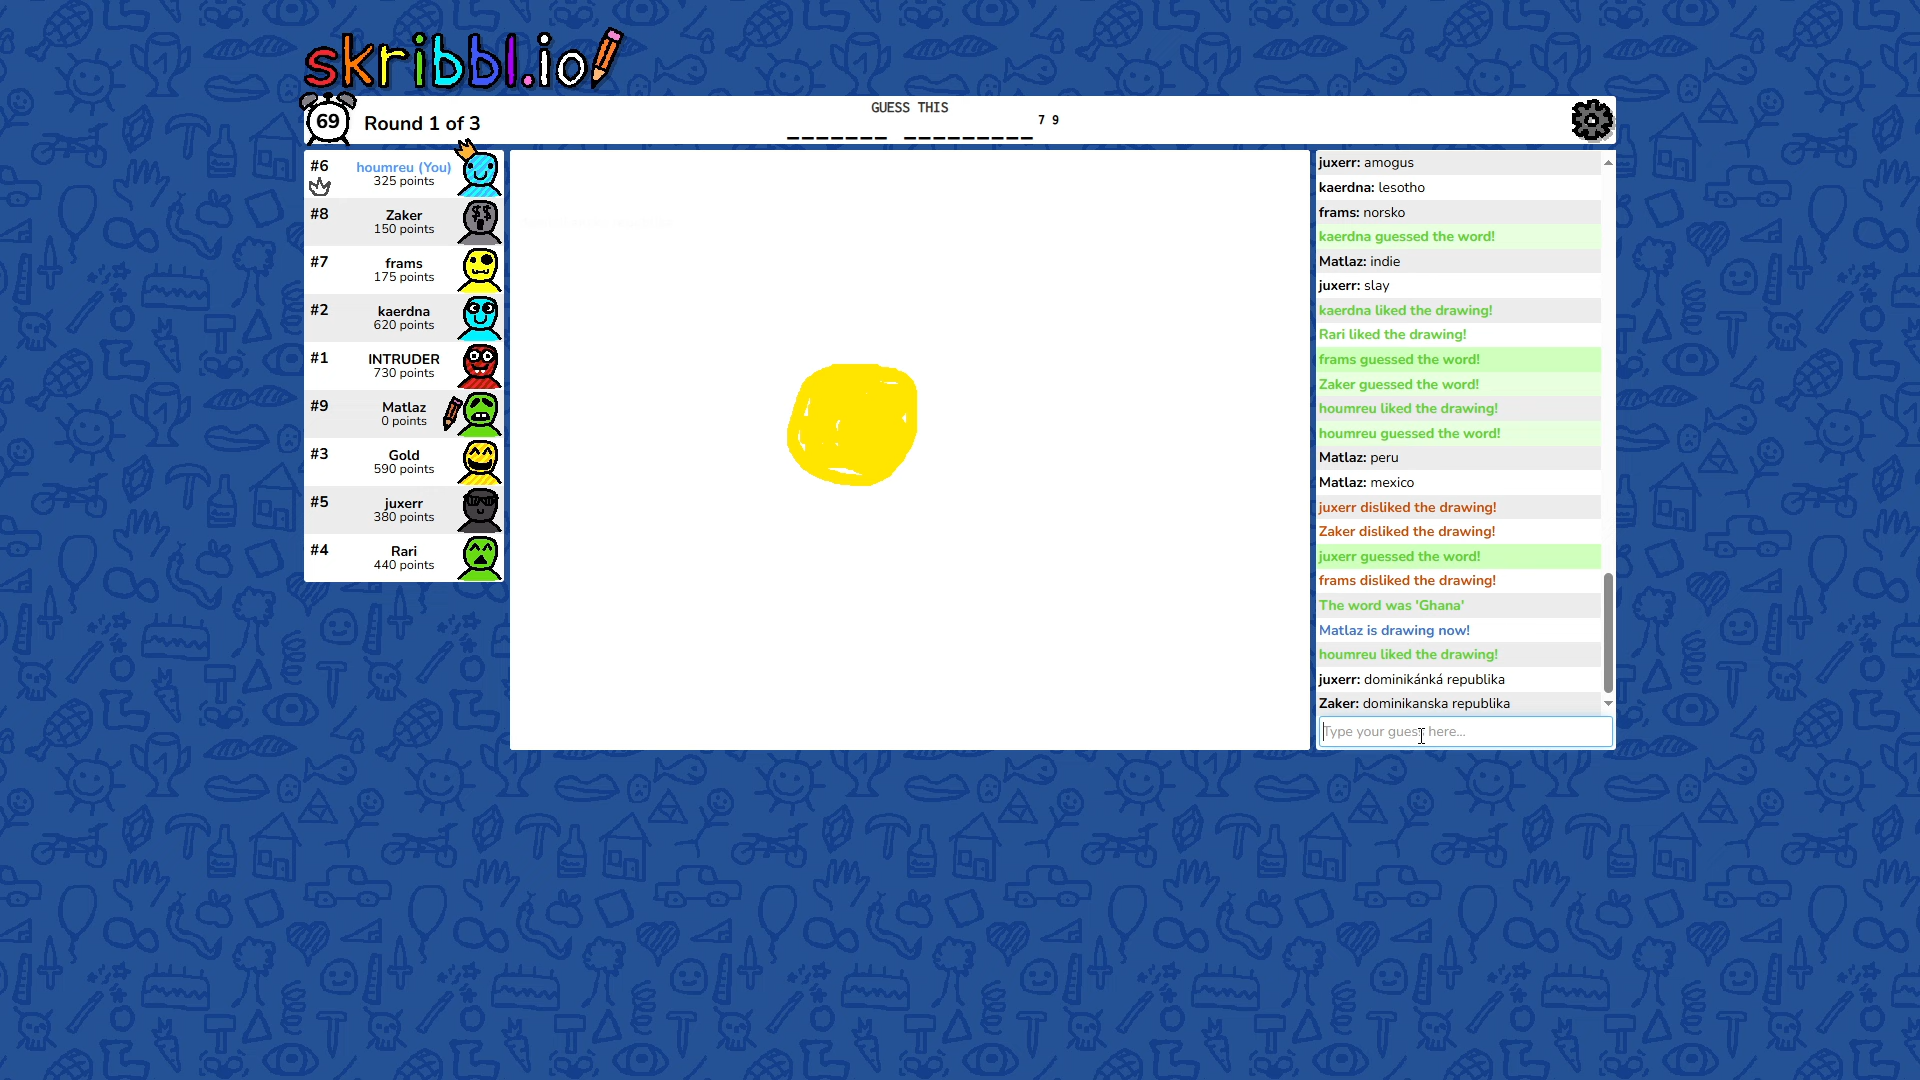 skribbl.io
69
Round 1 of 3
GUESS THIS
_______ _________ 7 9
#6 houmreu (You)
325 points
#8 Zaker
150 points
#7 frams
175 points
#2 kaerdna
620 points
#1 INTRUDER
730 points
#9 Matlaz
0 points
#3 Gold
590 points
#5 juxerr
380 points
#4 Rari
440 points
juxerr: amogus
kaerdna: lesotho
frams: norsko
kaerdna guessed the word!
Matlaz: indie
juxerr: slay
kaerdna liked the drawing!
Rari liked the drawing!
frams guessed the word!
Zaker guessed the word!
houmreu liked the drawing!
houmreu guessed the word!
Matlaz: peru
Matlaz: mexico
juxerr disliked the drawing!
Zaker disliked the drawing!
juxerr guessed the word!
frams disliked the drawing!
The word was 'Ghana'
Matlaz is drawing now!
houmreu liked the drawing!
juxerr: dominikánká republika
Zaker: dominikanska republika
Type your guess here...